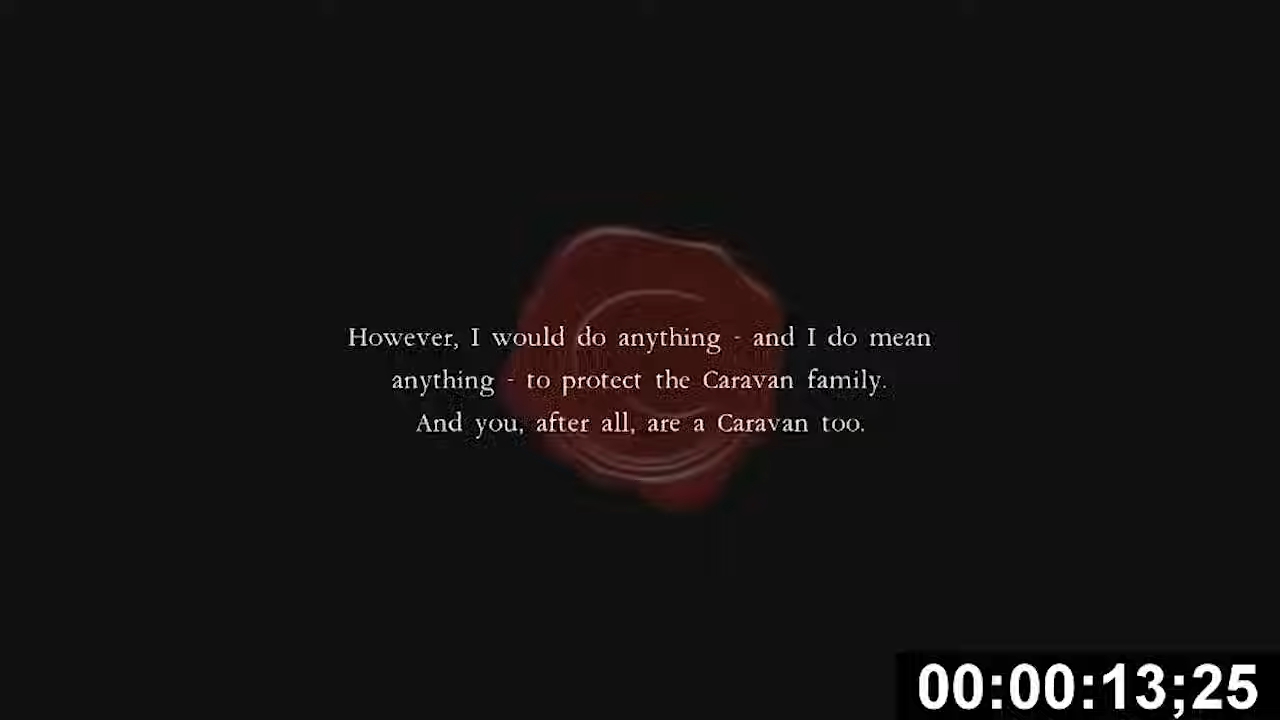 However, I would do anything - and I do mean
anything - to protect the Caravan family.
And you, after all, are a Caravan too.
00:00:13;25